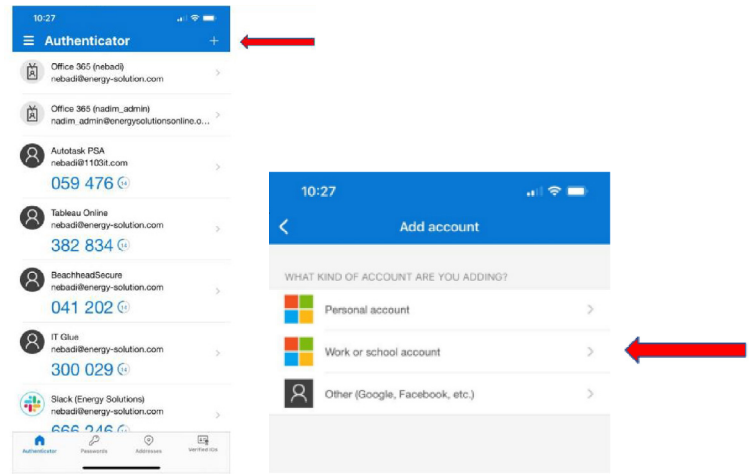 10:27
Authenticator
Office 365 (nebadi)
nebadi@energy-solution.com
Office 365 (nadim_admin)
nadim_admin@energysolutionsonline.o...
Autotask PSA
nebadi@1103it.com
059 476
Tableau Online
nebadi@energy-solution.com
382 834
BeachheadSecure
nebadi@energy-solution.com
041 202
IT Glue
nebadi@energy-solution.com
300 029
Slack (Energy Solutions)
nebadi@energy-solution.com
666 246
Authenticator Passwords Addresses Verified IDs
10:27
Add account
WHAT KIND OF ACCOUNT ARE YOU ADDING?
Personal account
Work or school account
Other (Google, Facebook, etc.)